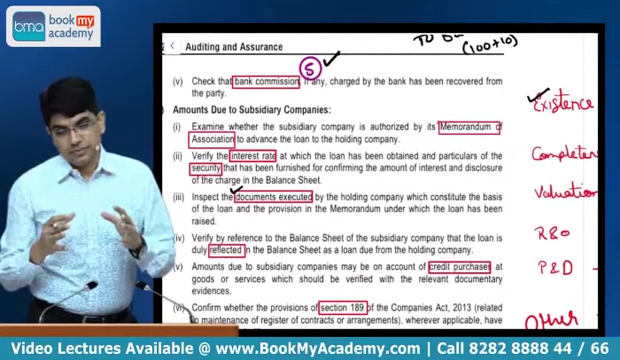 bma book my academy
Auditing and Assurance
(100+10)
5
(v) Check that bank commission, if any, charged by the bank has been recovered from
the party.
Amounts Due to Subsidiary Companies:
(i) Examine whether the subsidiary company is authorized by its Memorandum of
Association to advance the loan to the holding company.
(ii) Verify the interest rate at which the loan has been obtained and particulars of the
security that has been furnished for confirming the amount of interest and disclosure
of the charge in the Balance Sheet.
(iii) Inspect the documents executed by the holding company which constitute the basis
of the loan and the provision in the Memorandum under which the loan has been
raised.
(iv) Verify by reference to the Balance Sheet of the subsidiary company that the loan is
duly reflected in the Balance Sheet as a loan due from the holding company.
(v) Amounts due to subsidiary companies may be on account of credit purchases at
goods or services which should be verified with the relevant documentary
evidences.
(vi) Confirm whether the provisions of section 189 of the Companies Act, 2013 (related
to maintenance of register of contracts or arrangements), wherever applicable, have
Existence
Completen
Valuation
R&O
P&D
Other
Video Lectures Available @ www.BookMyAcademy.com | Call 8282 8888 44 / 66